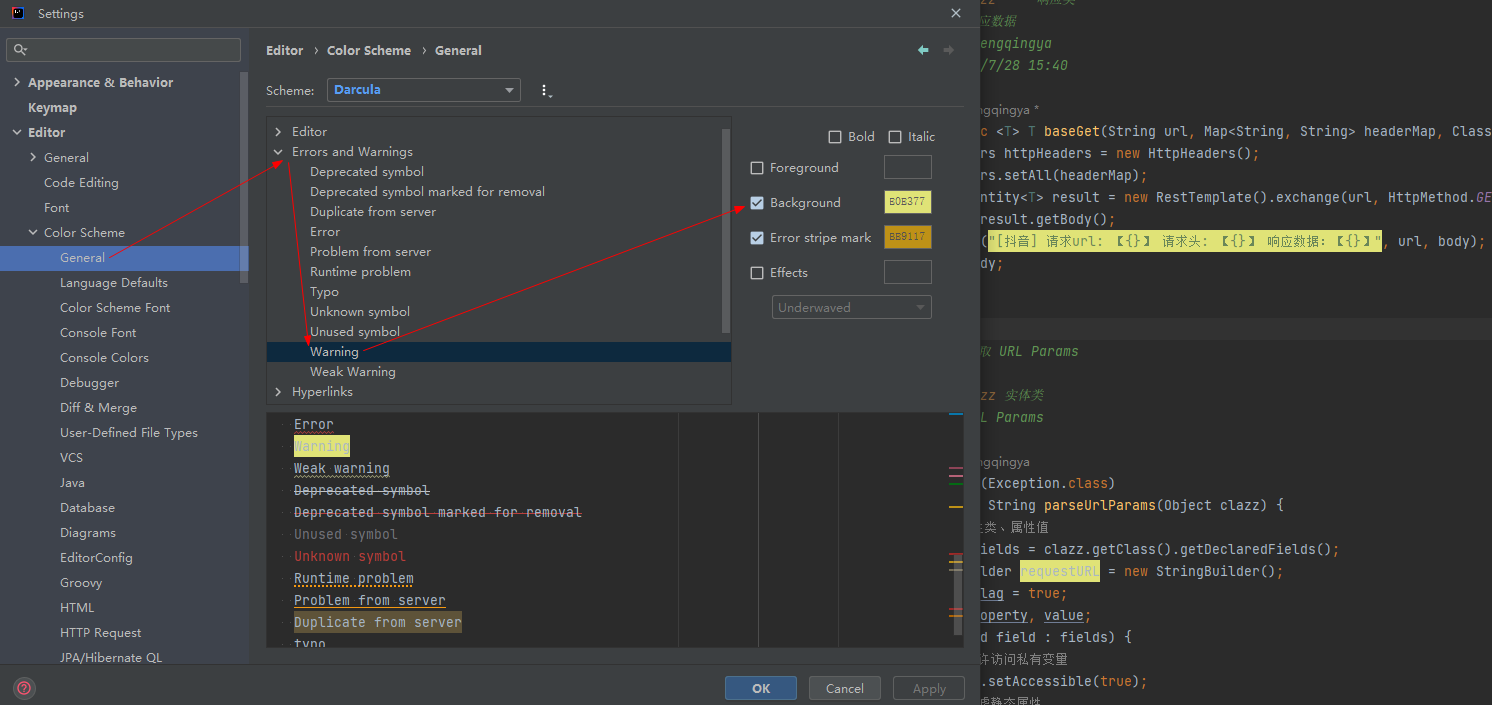 Settings
Appearance & Behavior
Keymap
Editor
General
Code Editing
Font
Color Scheme
General
Language Defaults
Color Scheme Font
Console Font
Console Colors
Debugger
Diff & Merge
User-Defined File Types
VCS
Java
Database
Diagrams
EditorConfig
Groovy
HTML
HTTP Request
JPA/Hibernate QL
Editor › Color Scheme › General
Scheme: Darcula
Editor
Errors and Warnings
Deprecated symbol
Deprecated symbol marked for removal
Duplicate from server
Error
Problem from server
Runtime problem
Typo
Unknown symbol
Unused symbol
Warning
Weak Warning
Hyperlinks
Bold Italic
Foreground
Background E0E377
Error stripe mark BE9117
Effects
Underwaved
Error
Warning
Weak warning
Deprecated symbol
Deprecated symbol marked for removal
Unused symbol
Unknown symbol
Runtime problem
Problem from server
Duplicate from server
typo
? OK Cancel Apply
应数据
engqingya
/7/28 15:40
ngqingya *
c <T> T baseGet(String url, Map<String, String> headerMap, Class
rs httpHeaders = new HttpHeaders();
rs.setAll(headerMap);
ntity<T> result = new RestTemplate().exchange(url, HttpMethod.GE
result.getBody();
("[抖音] 请求url: 【{}】 请求头: 【{}】 响应数据:【{}】", url, body);
dy;
取 URL Params
zz 实体类
L Params
ngqingya
(Exception.class)
String parseUrlParams(Object clazz) {
类、属性值
ields = clazz.getClass().getDeclaredFields();
lder requestURL = new StringBuilder();
lag = true;
operty, value;
d field : fields) {
许访问私有变量
.setAccessible(true);